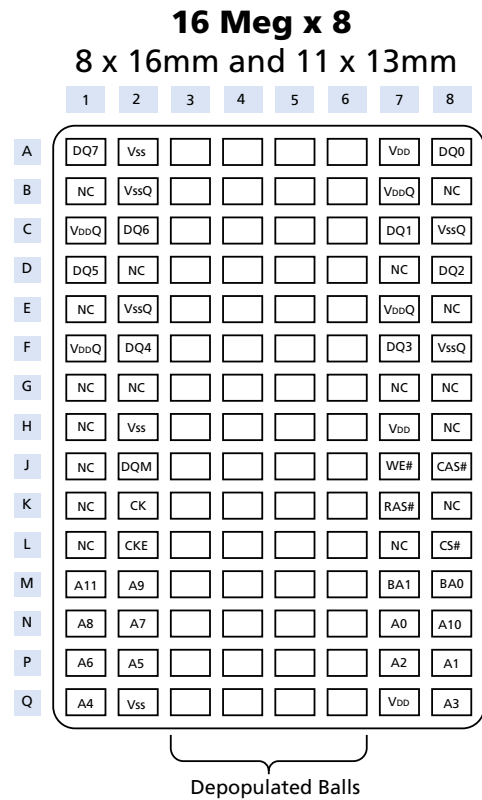 16 Meg x 8
8 x 16mm and 11 x 13mm
1 2 3 4 5 6 7 8
A DQ7 Vss VDD DQ0
B NC VssQ VDDQ NC
C VDDQ DQ6 DQ1 VssQ
D DQ5 NC NC DQ2
E NC VssQ VDDQ NC
F VDDQ DQ4 DQ3 VssQ
G NC NC NC NC
H NC Vss VDD NC
J NC DQM WE# CAS#
K NC CK RAS# NC
L NC CKE NC CS#
M A11 A9 BA1 BA0
N A8 A7 A0 A10
P A6 A5 A2 A1
Q A4 Vss VDD A3
Depopulated Balls